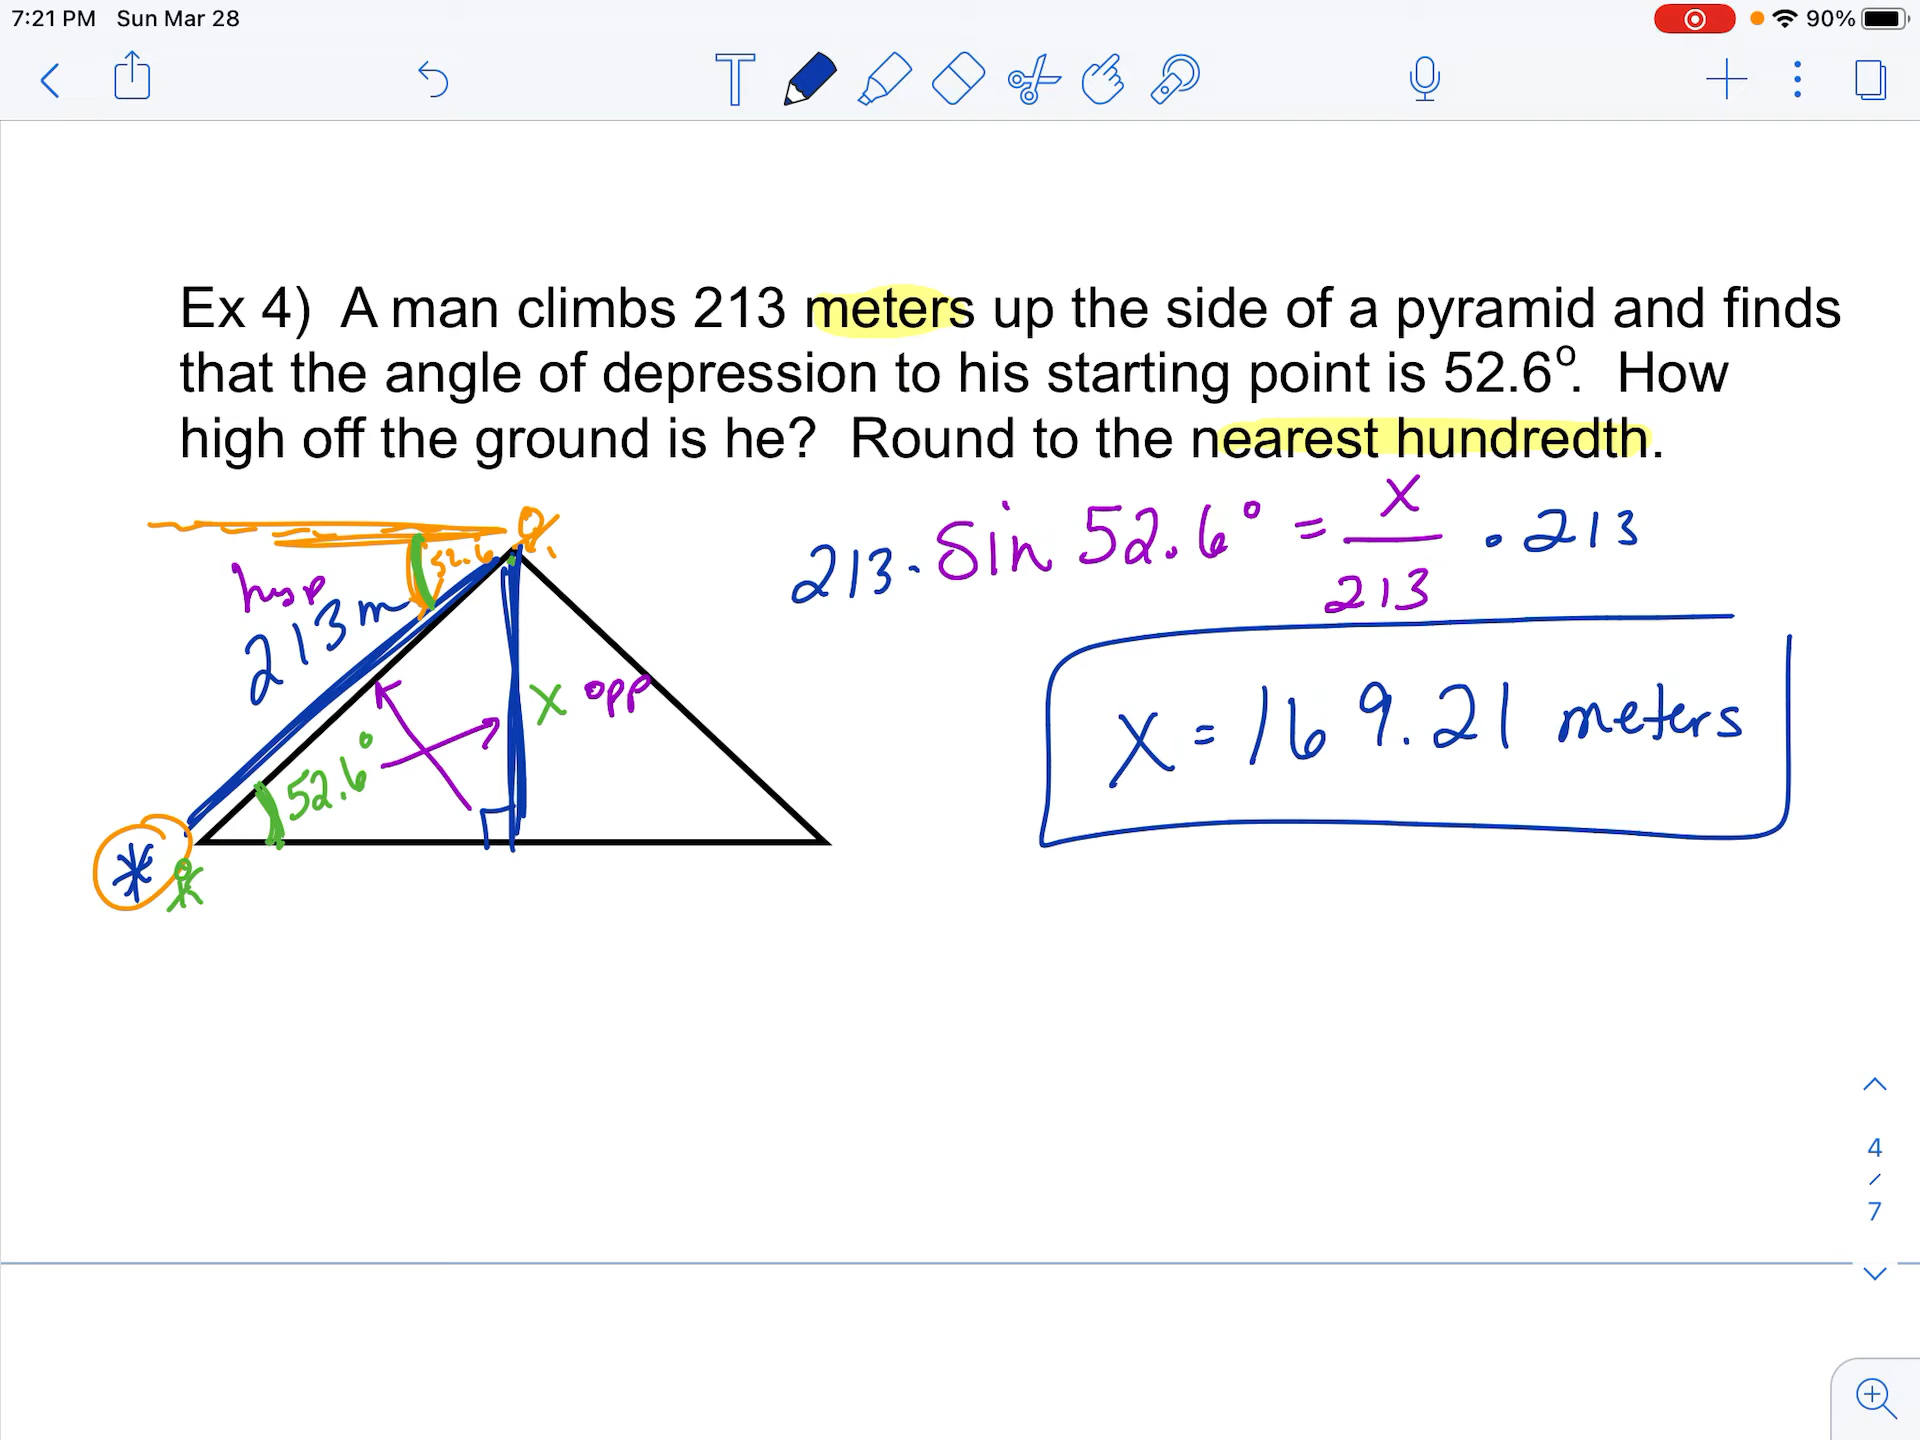 7:21 PM Sun Mar 28
90%
T
Ex 4) A man climbs 213 meters up the side of a pyramid and finds
that the angle of depression to his starting point is 52.6°. How
high off the ground is he? Round to the nearest hundredth.
213 · sin 52.6° = x/213 · 213
52.6
hyp
213 m
x opp
x = 169.21 meters
52.6°
4
/
7